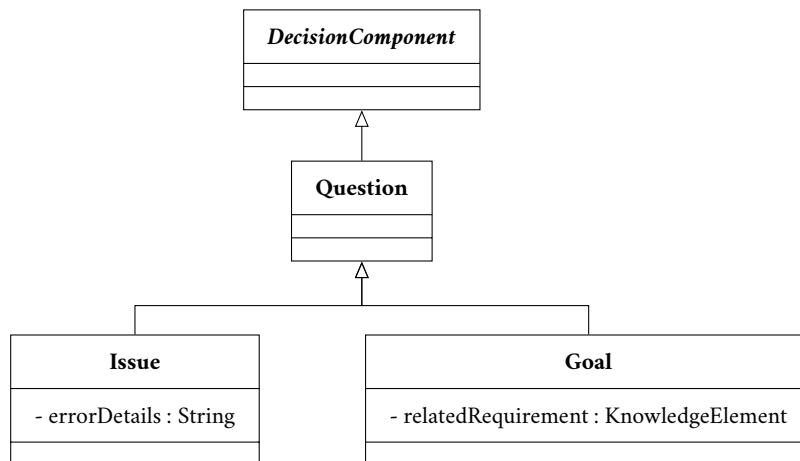 DecisionComponent
Question
Issue
Goal
- errorDetails : String
- relatedRequirement : KnowledgeElement